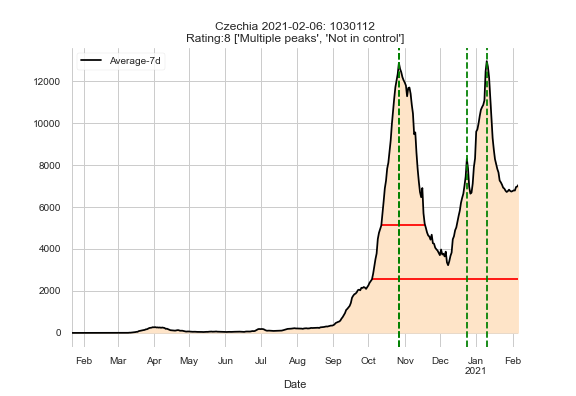 Czechia 2021-02-06: 1030112
Rating:8 ['Multiple peaks', 'Not in control']
Average-7d
12000
10000
8000
6000
4000
2000
0
Feb Mar Apr May Jun Jul Aug Sep Oct Nov Dec Jan Feb
2021
Date